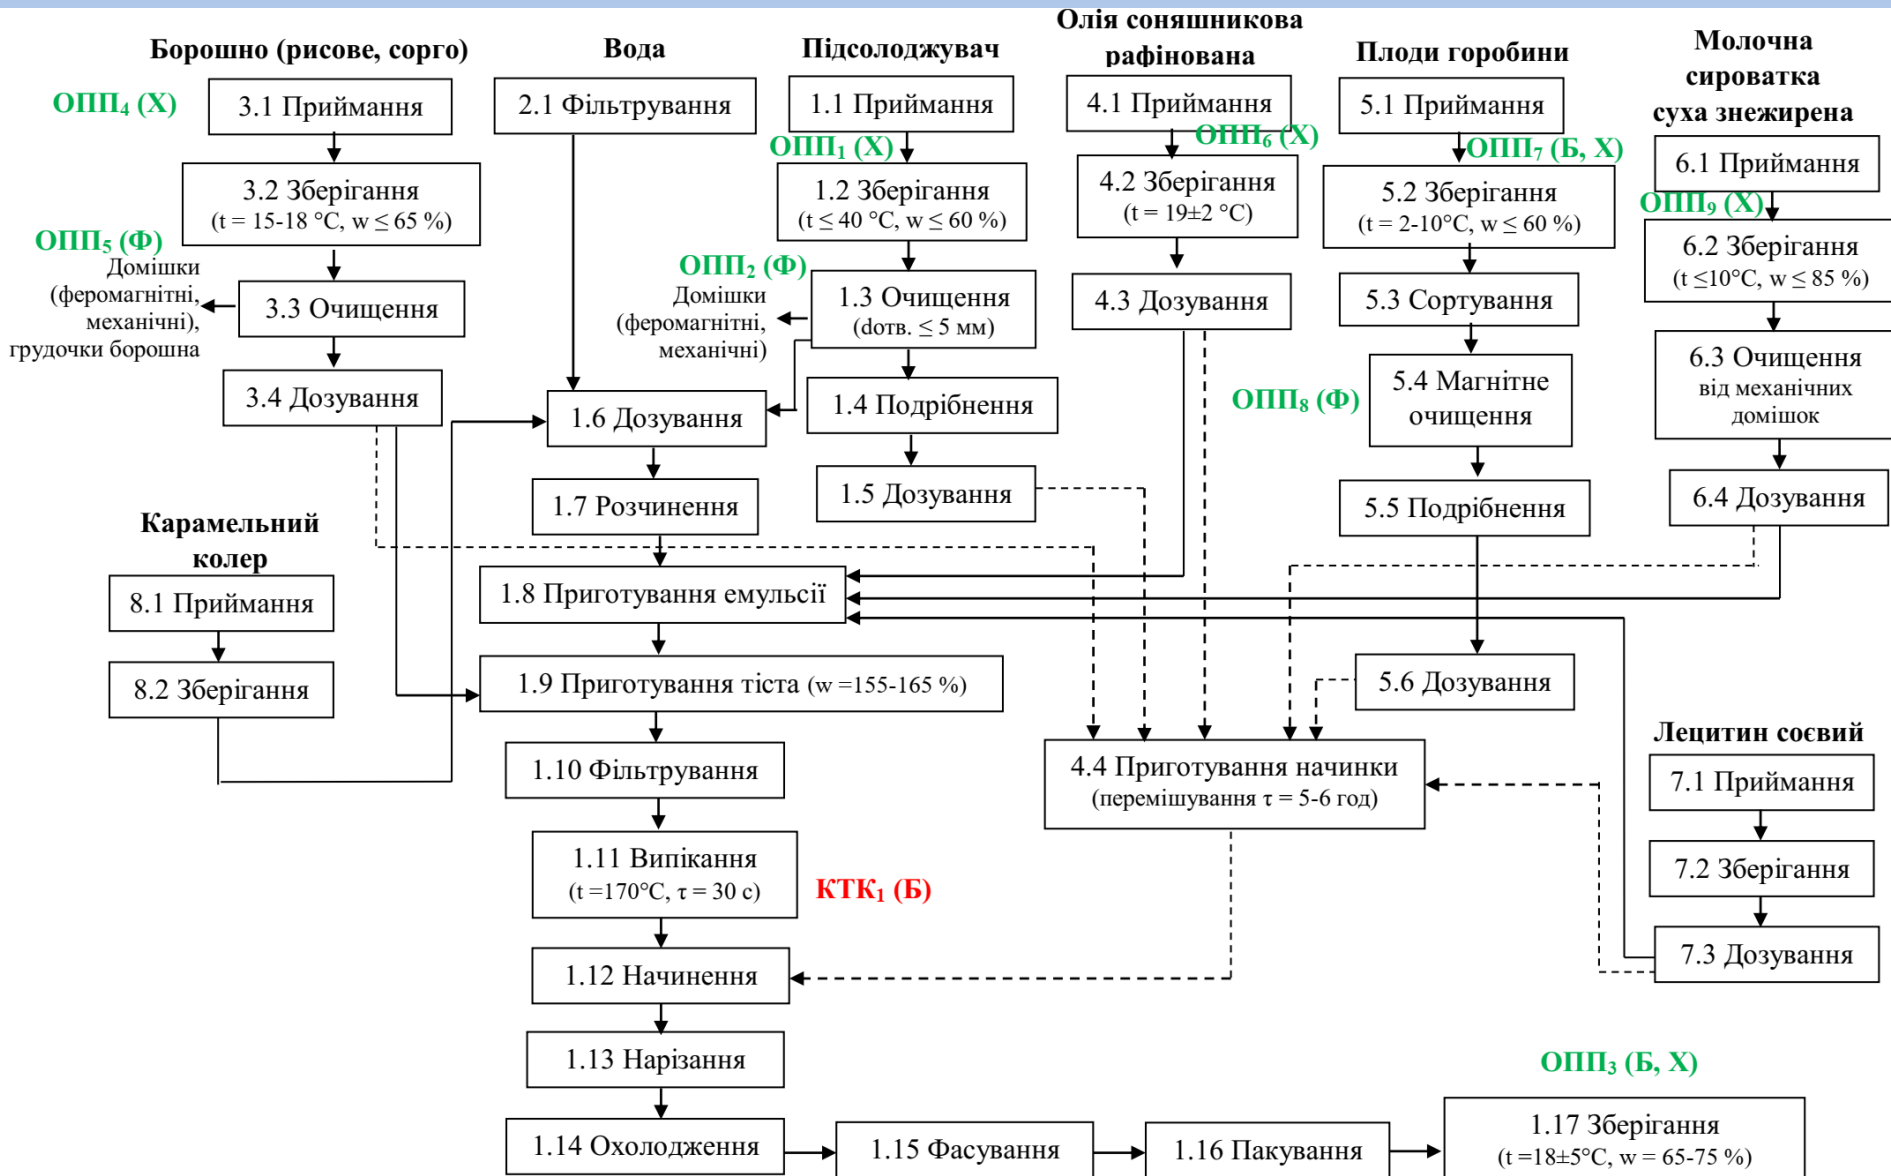 Борошно (рисове, сорго)
ОПП₄ (Х)
3.1 Приймання
3.2 Зберігання
(t = 15-18 °C, w ≤ 65 %)
ОПП₅ (Ф)
Домішки
(феромагнітні,
механічні),
грудочки борошна
3.3 Очищення
3.4 Дозування
Карамельний
колер
8.1 Приймання
8.2 Зберігання
Вода
2.1 Фільтрування
Підсолоджувач
1.1 Приймання
ОПП₁ (Х)
1.2 Зберігання
(t ≤ 40 °C, w ≤ 60 %)
ОПП₂ (Ф)
Домішки
(феромагнітні,
механічні)
1.3 Очищення
(dотв. ≤ 5 мм)
1.4 Подрібнення
1.5 Дозування
1.6 Дозування
1.7 Розчинення
1.8 Приготування емульсії
1.9 Приготування тіста (w =155-165 %)
1.10 Фільтрування
1.11 Випікання
(t =170°C, τ = 30 с)
КТК₁ (Б)
1.12 Начинення
1.13 Нарізання
1.14 Охолодження
1.15 Фасування
1.16 Пакування
ОПП₃ (Б, Х)
1.17 Зберігання
(t =18±5°C, w = 65-75 %)
Олія соняшникова
рафінована
4.1 Приймання
ОПП₆ (Х)
4.2 Зберігання
(t = 19±2 °C)
4.3 Дозування
4.4 Приготування начинки
(перемішування τ = 5-6 год)
Плоди горобини
5.1 Приймання
ОПП₇ (Б, Х)
5.2 Зберігання
(t = 2-10°C, w ≤ 60 %)
5.3 Сортування
ОПП₈ (Ф)
5.4 Магнітне
очищення
5.5 Подрібнення
5.6 Дозування
Молочна
сироватка
суха знежирена
6.1 Приймання
ОПП₉ (Х)
6.2 Зберігання
(t ≤10°C, w ≤ 85 %)
6.3 Очищення
від механічних
домішок
6.4 Дозування
Лецитин соєвий
7.1 Приймання
7.2 Зберігання
7.3 Дозування